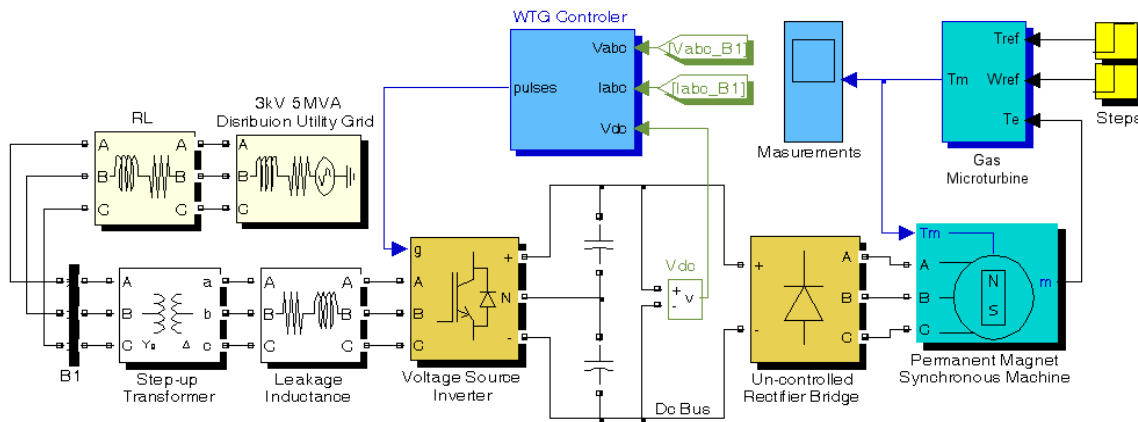 WTG Controler
Vabc
Iabc
Vdc
pulses
[Vabc_B1]
[Iabc_B1]
Masurements
Tref
Wref
Te
Tm
Gas
Microturbine
Steps
RL
A
B
C
A
B
C
3kV 5MVA
Disribuion Utility Grid
A
B
C
B1
A
B
C
a
b
c
Yg
Δ
Step-up
Transformer
A
B
C
A
B
C
Leakage
Inductance
g
A
B
C
+
N
-
Voltage Source
Inverter
Vdc
+
-
v
Dc Bus
+
-
A
B
C
Un-controlled
Rectifier Bridge
Tm
A
B
C
N
S
m
Permanent Magnet
Synchronous Machine